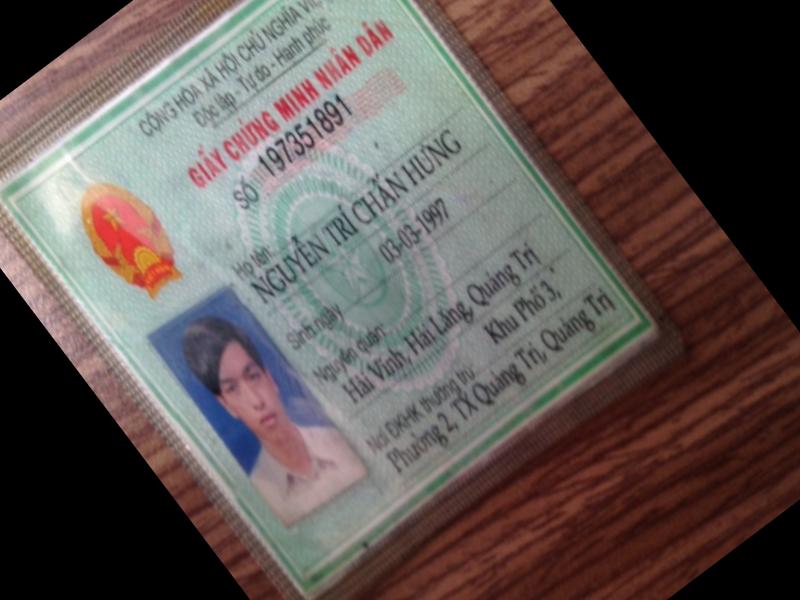 CỘNG HÒA XÃ HỘI CHỦ NGHĨA VIỆ
Độc lập - Tự do - Hạnh phúc
GIẤY CHỨNG MINH NHÂN DÂN
SỐ 197351891
Họ tên:
NGUYỄN TRÍ CHẤN HƯNG
Sinh ngày 03-03-1997
Nguyên quán:
Hải Vĩnh, Hải Lăng, Quảng Trị
Nơi ĐKHK thường trú: Khu Phố 3,
Phường 2, TX Quảng Trị, Quảng Trị